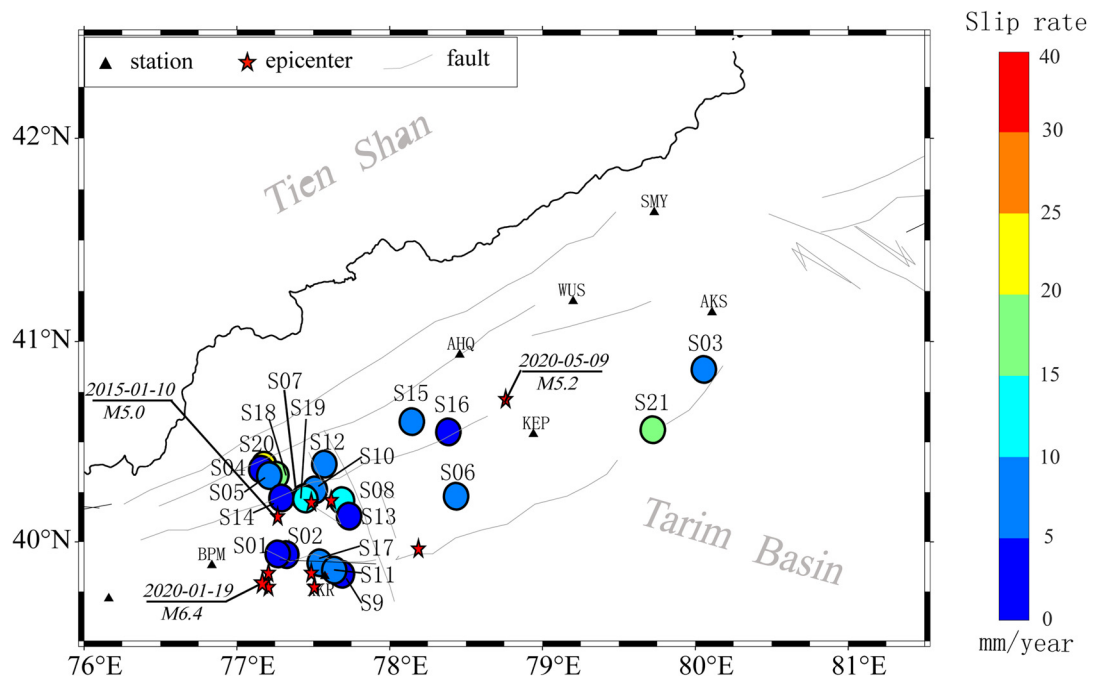 Slip rate
station
epicenter
fault
40
30
25
20
15
10
5
0
mm/year
42°N
41°N
40°N
76°E
77°E
78°E
79°E
80°E
81°E
Tien Shan
Tarim Basin
SMY
WUS
AKS
AHQ
KEP
BPM
2020-05-09
M5.2
2015-01-10
M5.0
2020-01-19
M6.4
S03
S21
S15
S16
S06
S07
S19
S18
S20
S12
S10
S04
S05
S14
S08
S13
S01
S02
S17
S11
S9